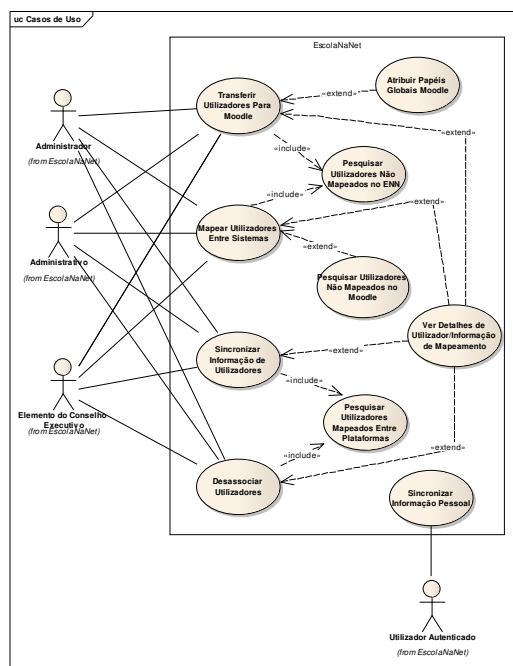 uc Casos de Uso
EscolaNaNet
Transferir
Utilizadores Para
Moodle
Atribuir Papéis
Globais Moodle
«extend»
«extend»
«include»
Administrador
(from EscolaNaNet)
Pesquisar
Utilizadores Não
Mapeados no ENN
«include»
Mapear Utilizadores
Entre Sistemas
«extend»
«extend»
Administrativo
(from EscolaNaNet)
Pesquisar Utilizadores
Não Mapeados no
Moodle
Ver Detalhes de
Utilizador/Informação
de Mapeamento
Sincronizar
Informação de
Utilizadores
«extend»
«include»
Elemento do Conselho
Executivo
(from EscolaNaNet)
Pesquisar
Utilizadores
Mapeados Entre
Plataformas
«include»
«extend»
Desassociar
Utilizadores
Sincronizar
Informação Pessoal
Utilizador Autenticado
(from EscolaNaNet)